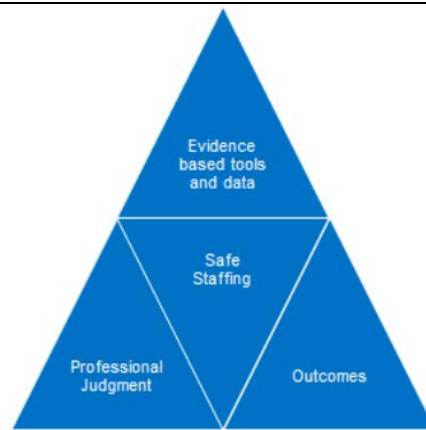 Evidence
based tools
and data
Safe
Staffing
Professional
Judgment
Outcomes